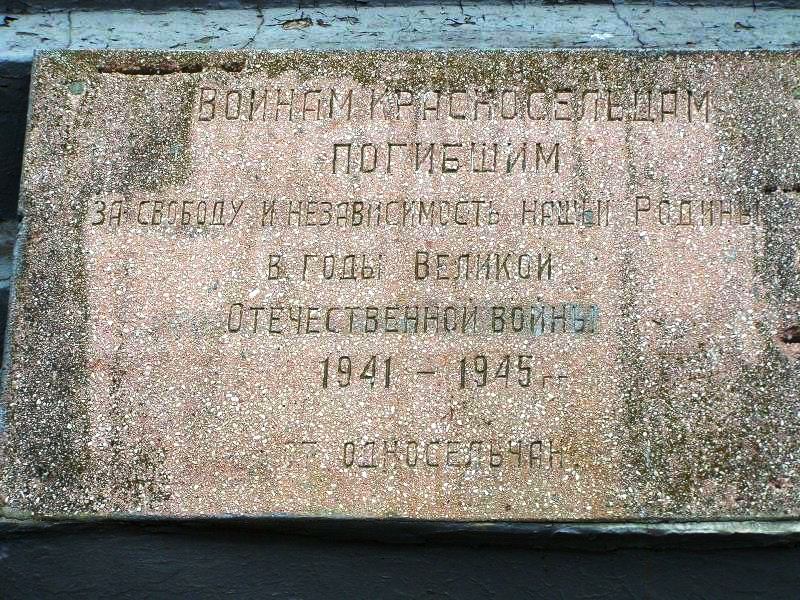 ВОИНАМ КРАСНОСЕЛЬЦАМ
ПОГИБШИМ
ЗА СВОБОДУ И НЕЗАВИСИМОСТЬ НАШЕЙ РОДИНЫ
В ГОДЫ ВЕЛИКОЙ
ОТЕЧЕСТВЕННОЙ ВОЙНЫ
1941 – 1945 гг.
ОТ ОДНОСЕЛЬЧАН